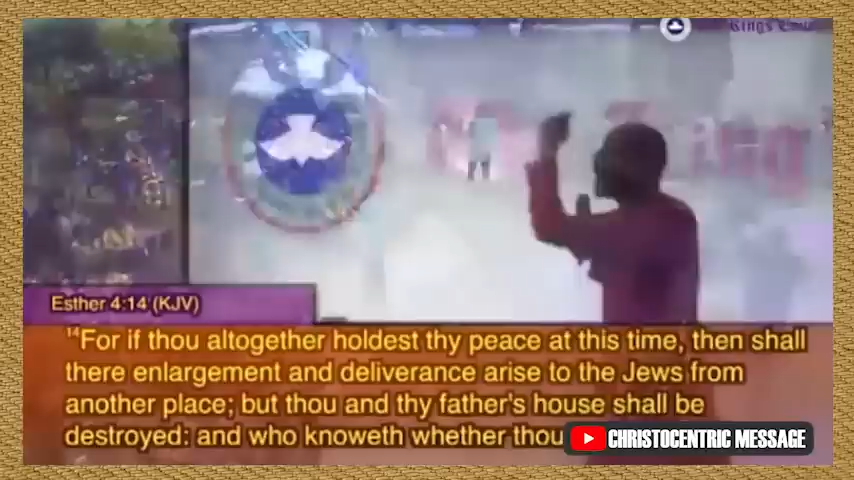 Esther 4:14 (KJV)
14For if thou altogether holdest thy peace at this time, then shall
there enlargement and deliverance arise to the Jews from
another place; but thou and thy father's house shall be
destroyed: and who knoweth whether thou
CHRISTOCENTRIC MESSAGE